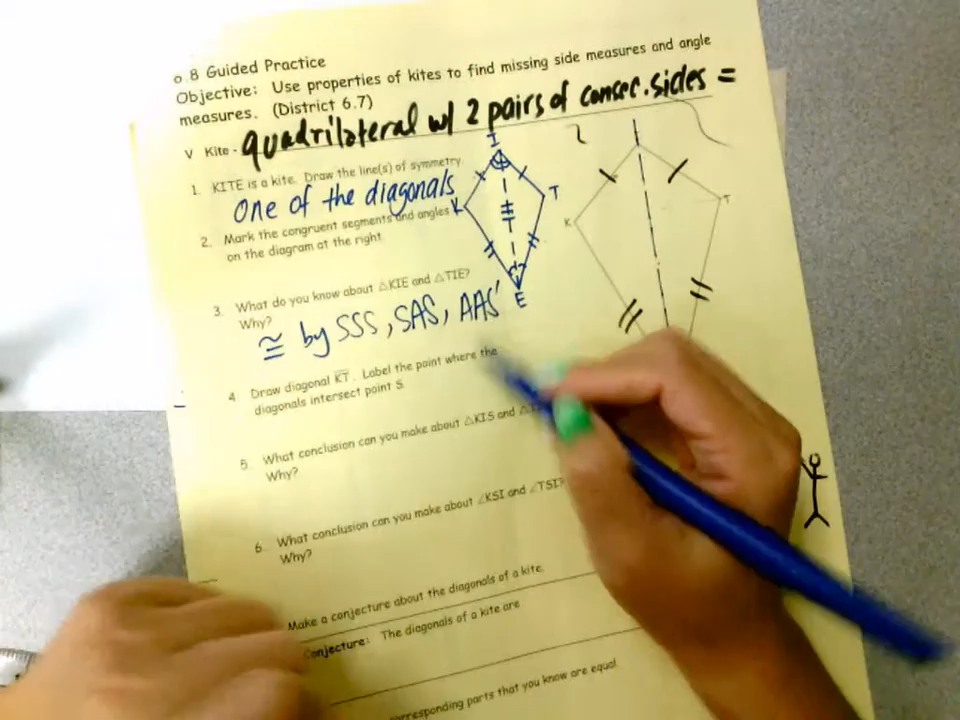 6.8 Guided Practice
Objective: Use properties of kites to find missing side measures and angle
measures. (District 6.7)
V Kite - quadrilateral w/ 2 pairs of consec. sides =
1. KITE is a kite. Draw the line(s) of symmetry
one of the diagonals
2. Mark the congruent segments and angles
on the diagram at the right
I
K
T
E
K
T
3. What do you know about △KIE and △TIE?
Why?
≅ by SSS, SAS, AAS
4. Draw diagonal KT. Label the point where the
diagonals intersect point S.
5. What conclusion can you make about △KIS and
Why?
6. What conclusion can you make about ∠KSI and ∠TSI?
Why?
Make a conjecture about the diagonals of a kite.
Conjecture: The diagonals of a kite are
corresponding parts that you know are equal